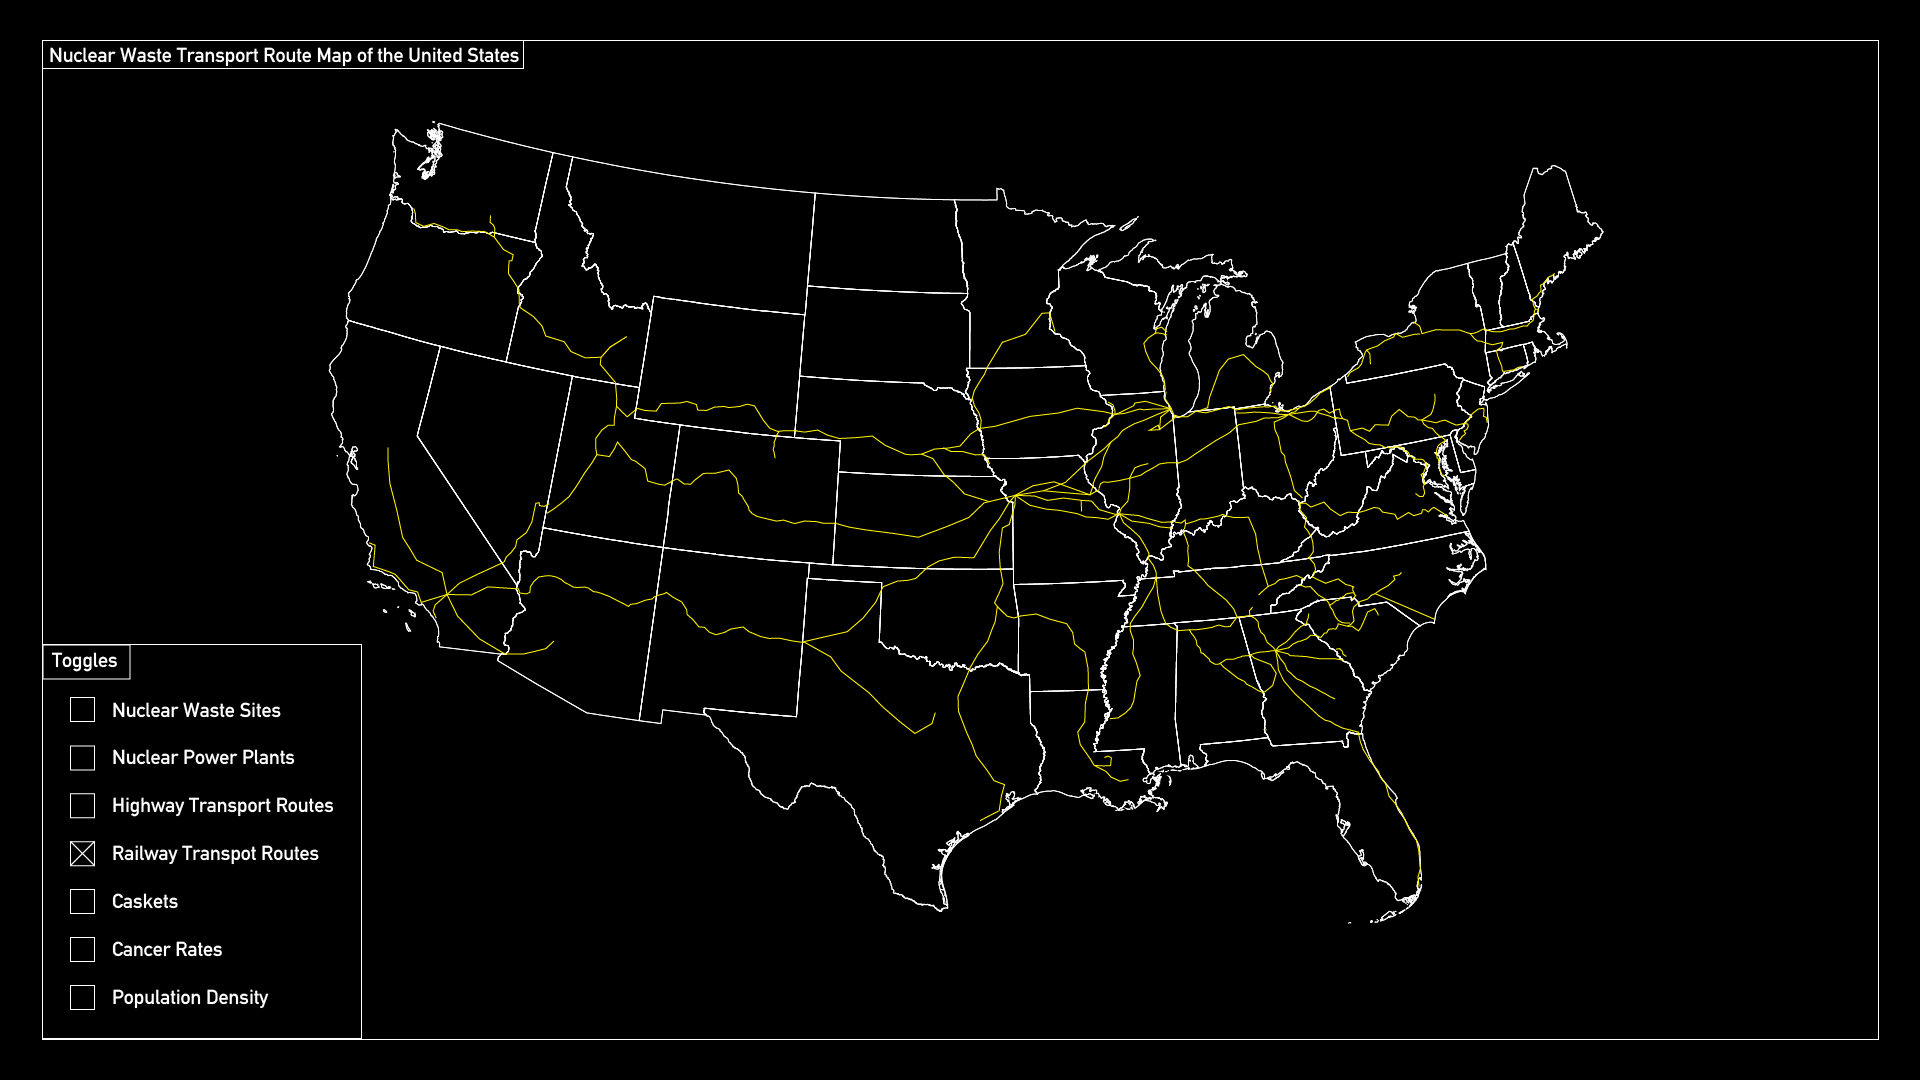 Nuclear Waste Transport Route Map of the United States
Toggles
Nuclear Waste Sites
Nuclear Power Plants
Highway Transport Routes
Railway Transpot Routes
Caskets
Cancer Rates
Population Density